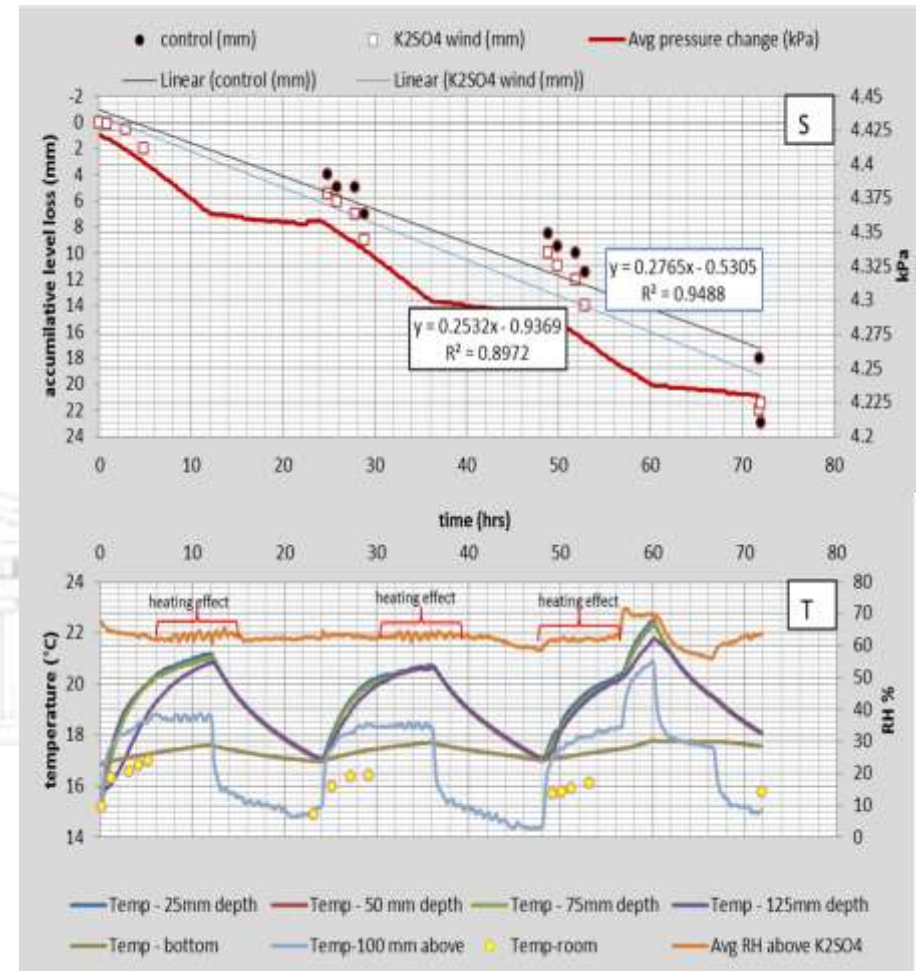 control (mm) K2SO4 wind (mm) Avg pressure change (kPa)
Linear (control (mm)) Linear (K2SO4 wind (mm))
-2
0
2
4
6
8
10
12
14
16
18
20
22
24
accumilative level loss (mm)
S
4.45
4.425
4.4
4.375
4.35
4.325
4.3
4.275
4.25
4.225
4.2
kPa
y = 0.2765x - 0.5305
R² = 0.9488
y = 0.2532x - 0.9369
R² = 0.8972
0 10 20 30 40 50 60 70 80
time (hrs)
0 10 20 30 40 50 60 70 80
24
22
20
18
16
14
temperature (°C)
heating effect heating effect heating effect
T
80
70
60
50
40
30
20
10
0
RH %
Temp - 25mm depth Temp - 50 mm depth Temp - 75mm depth Temp - 125mm depth
Temp - bottom Temp-100 mm above Temp-room Avg RH above K2SO4